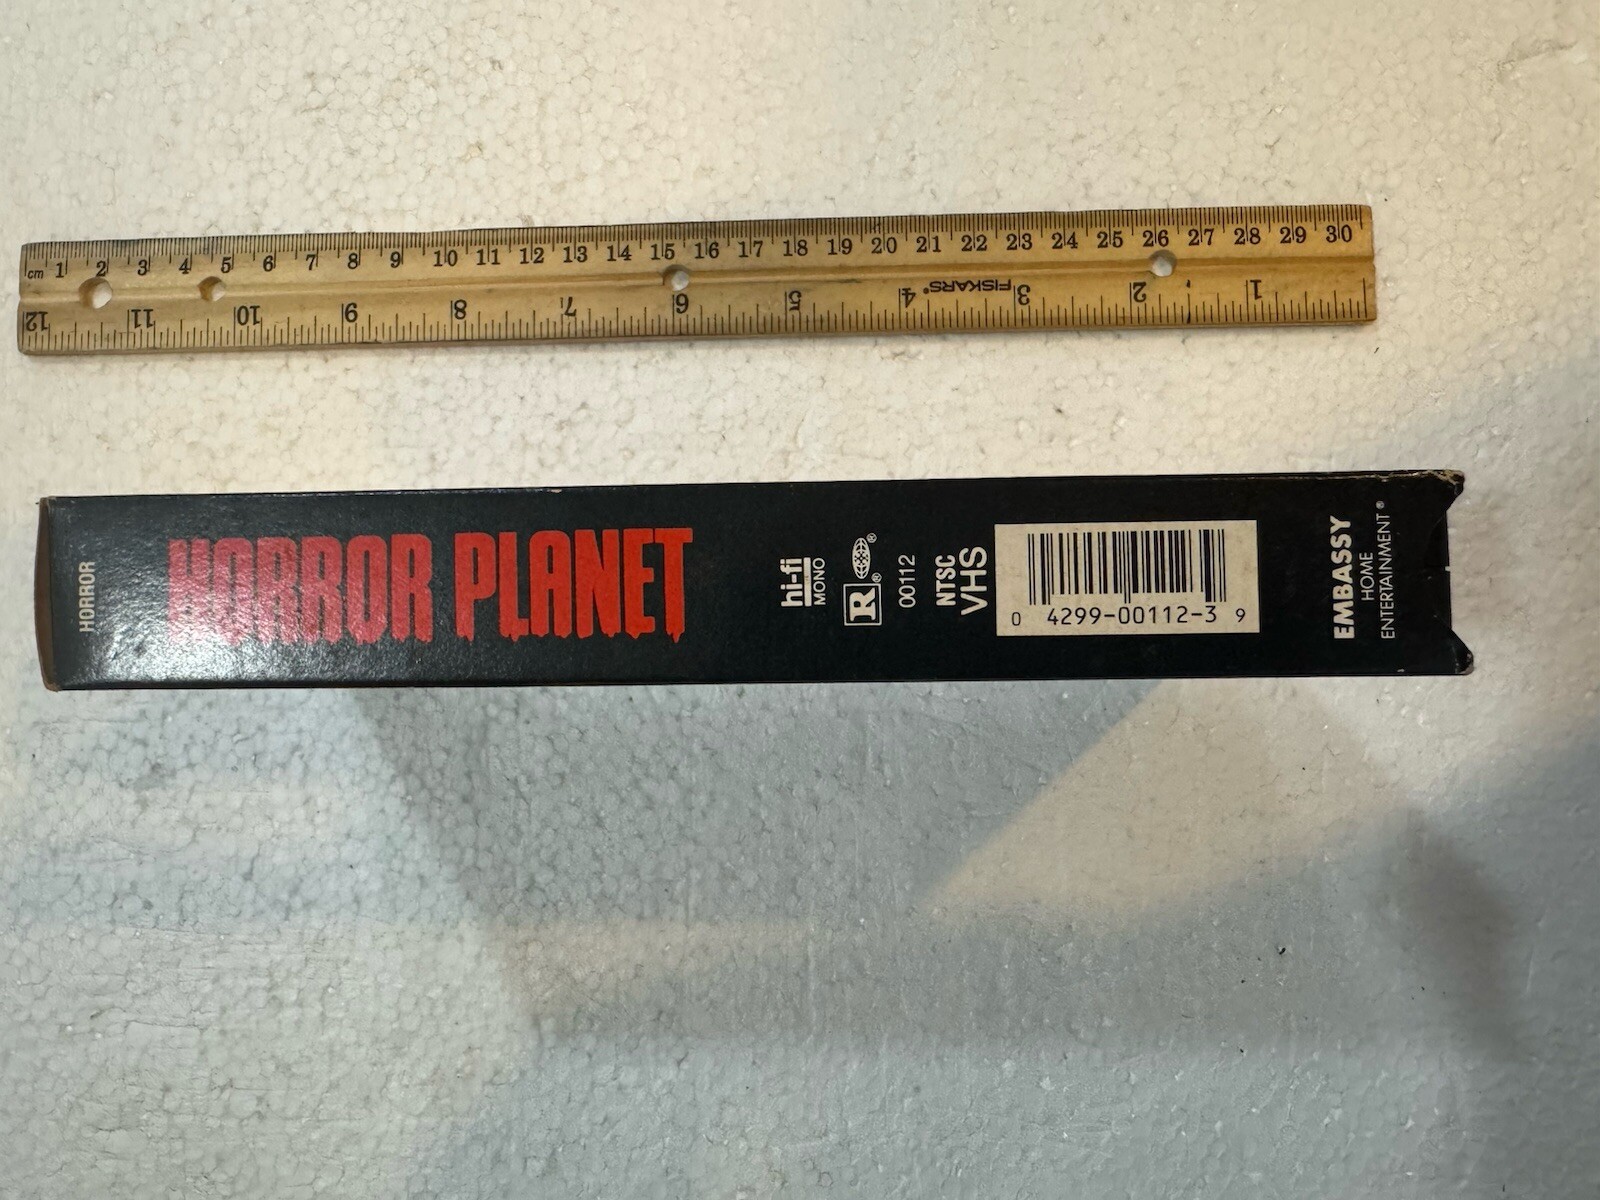 cm 1 2 3 4 5 6 7 8 9 10 11 12 13 14 15 16 17 18 19 20 21 22 23 24 25 26 27 28 29 30
12 11 10 9 8 7 6 5 4 FISKARS® 3 2 1
HORROR
HORROR PLANET
hi-fi
MONO
R® ®
00112
NTSC
VHS
0 4299-00112-3 9
EMBASSY
HOME
ENTERTAINMENT®